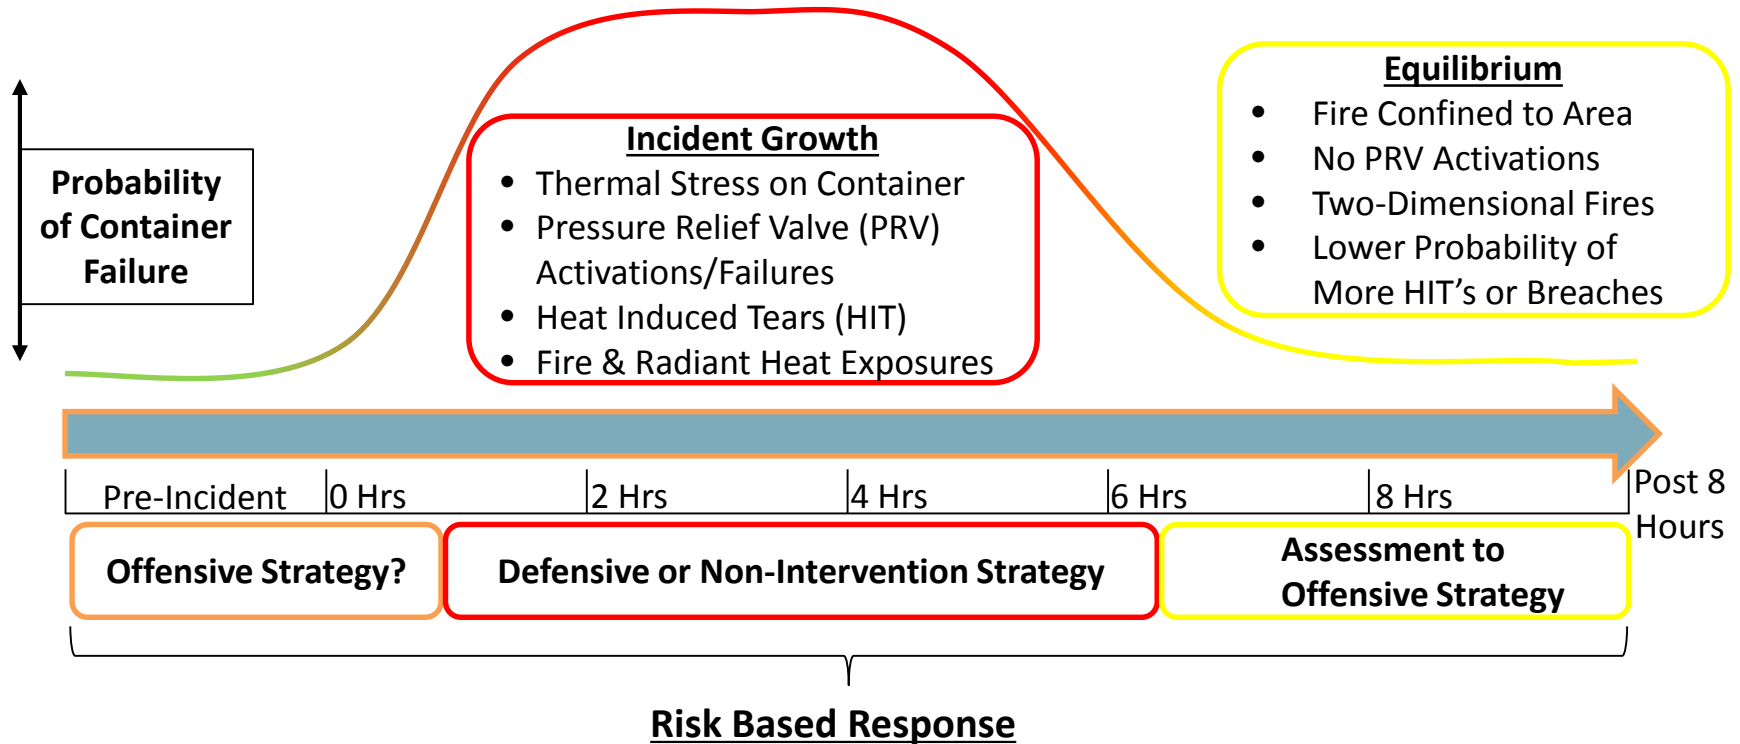 Probability
of Container
Failure
Incident Growth
• Thermal Stress on Container
• Pressure Relief Valve (PRV)
Activations/Failures
• Heat Induced Tears (HIT)
• Fire & Radiant Heat Exposures
Equilibrium
• Fire Confined to Area
• No PRV Activations
• Two-Dimensional Fires
• Lower Probability of
More HIT's or Breaches
Pre-Incident
0 Hrs
2 Hrs
4 Hrs
6 Hrs
8 Hrs
Post 8
Hours
Offensive Strategy?
Defensive or Non-Intervention Strategy
Assessment to
Offensive Strategy
Risk Based Response